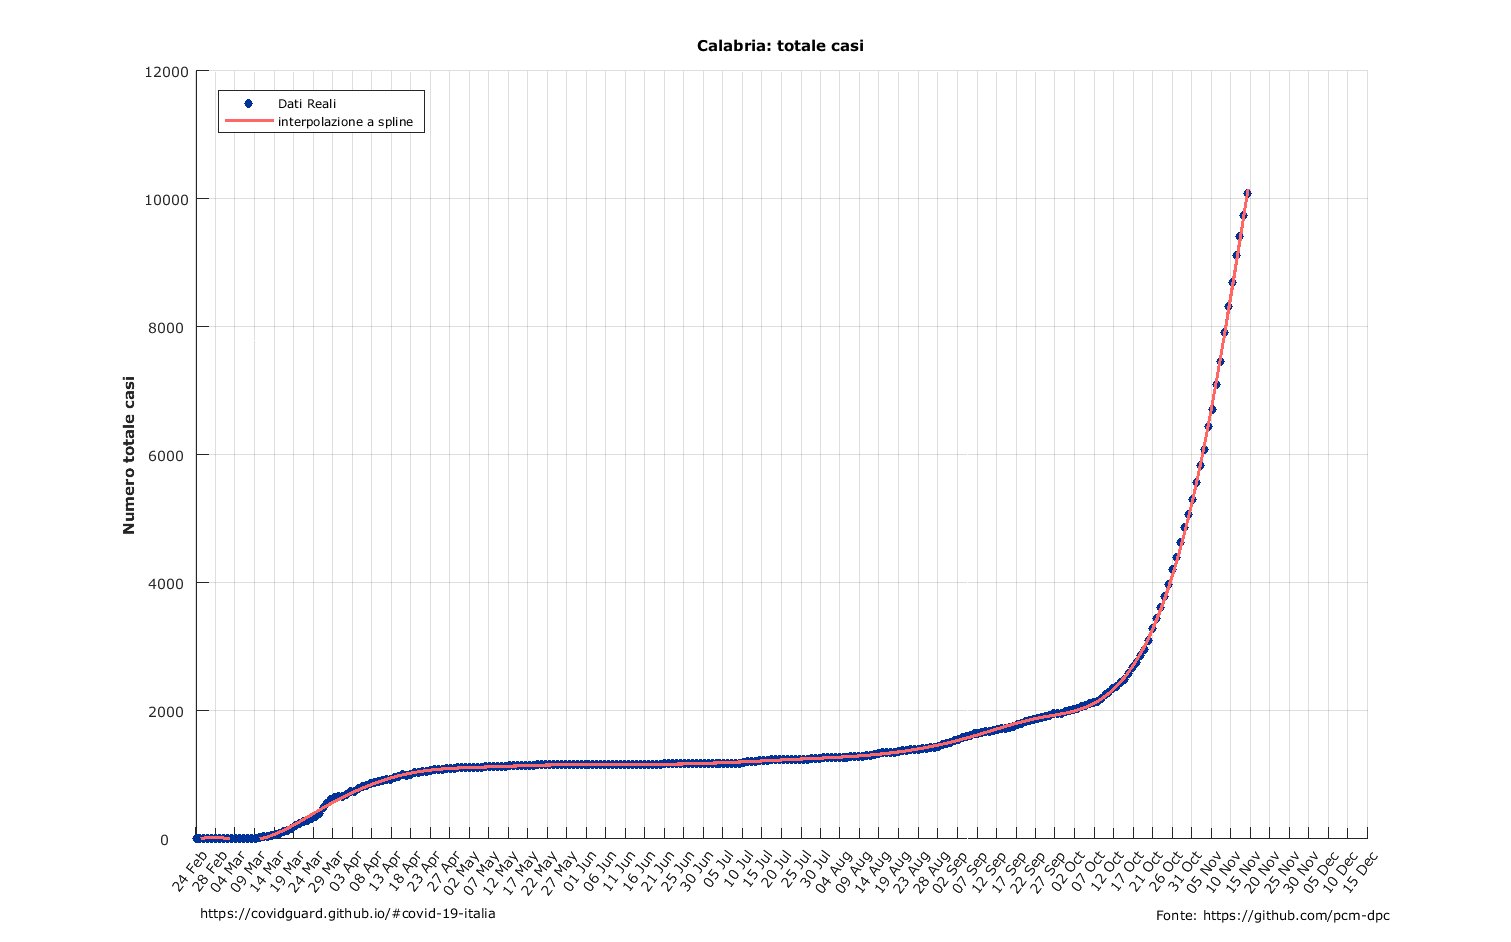 Calabria: totale casi
12000
10000
8000
6000
4000
2000
0
Numero totale casi
Dati Reali
interpolazione a spline
24 Feb
28 Feb
04 Mar
09 Mar
14 Mar
19 Mar
24 Mar
29 Mar
03 Apr
08 Apr
13 Apr
18 Apr
23 Apr
27 Apr
02 May
07 May
12 May
17 May
22 May
27 May
01 Jun
06 Jun
11 Jun
16 Jun
21 Jun
25 Jun
30 Jun
05 Jul
10 Jul
15 Jul
20 Jul
25 Jul
30 Jul
04 Aug
09 Aug
14 Aug
19 Aug
23 Aug
28 Aug
02 Sep
07 Sep
12 Sep
17 Sep
22 Sep
27 Sep
02 Oct
07 Oct
12 Oct
17 Oct
21 Oct
26 Oct
31 Oct
05 Nov
10 Nov
15 Nov
20 Nov
25 Nov
30 Nov
05 Dec
10 Dec
15 Dec
https://covidguard.github.io/#covid-19-italia
Fonte: https://github.com/pcm-dpc